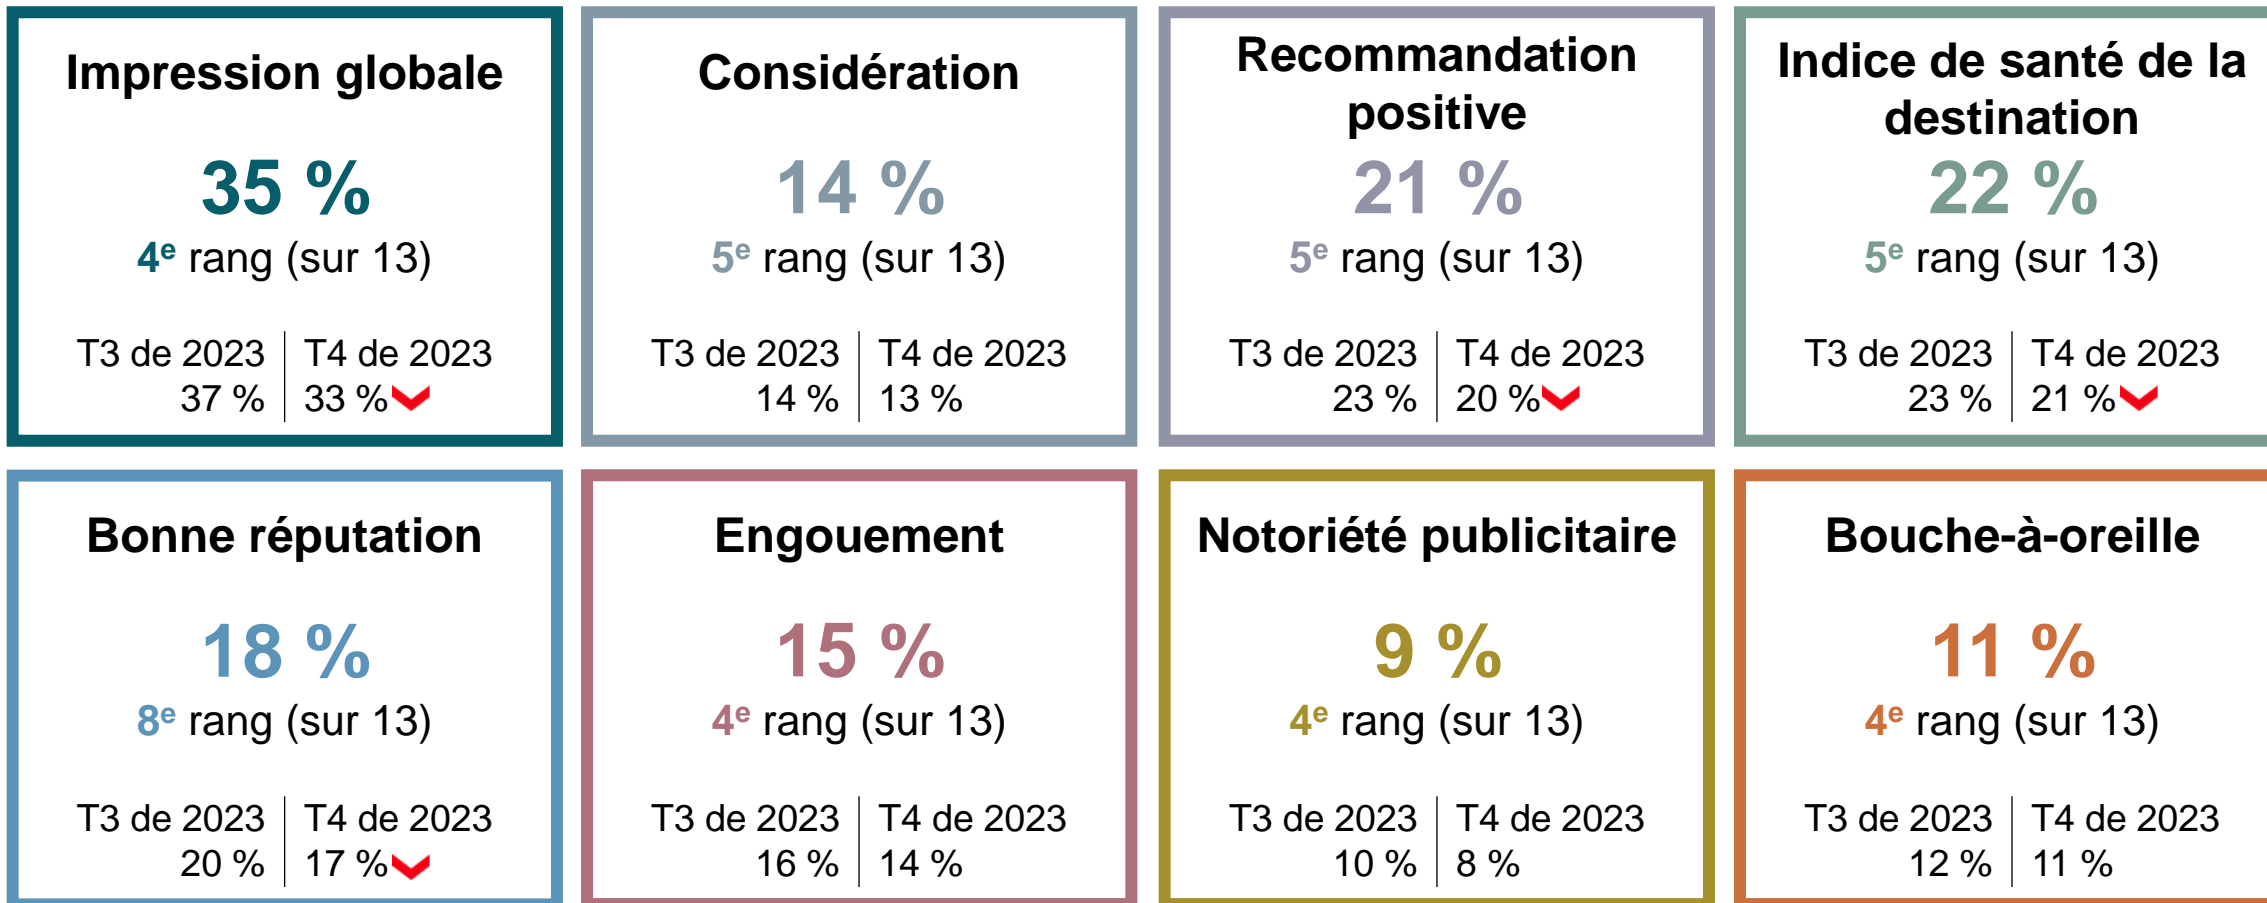 Impression globale
35 %
4e rang (sur 13)
T3 de 2023 T4 de 2023
37 % 33 %
Considération
14 %
5e rang (sur 13)
T3 de 2023 T4 de 2023
14 % 13 %
Recommandation
positive
21 %
5e rang (sur 13)
T3 de 2023 T4 de 2023
23 % 20 %
Indice de santé de la
destination
22 %
5e rang (sur 13)
T3 de 2023 T4 de 2023
23 % 21 %
Bonne réputation
18 %
8e rang (sur 13)
T3 de 2023 T4 de 2023
20 % 17 %
Engouement
15 %
4e rang (sur 13)
T3 de 2023 T4 de 2023
16 % 14 %
Notoriété publicitaire
9 %
4e rang (sur 13)
T3 de 2023 T4 de 2023
10 % 8 %
Bouche-à-oreille
11 %
4e rang (sur 13)
T3 de 2023 T4 de 2023
12 % 11 %